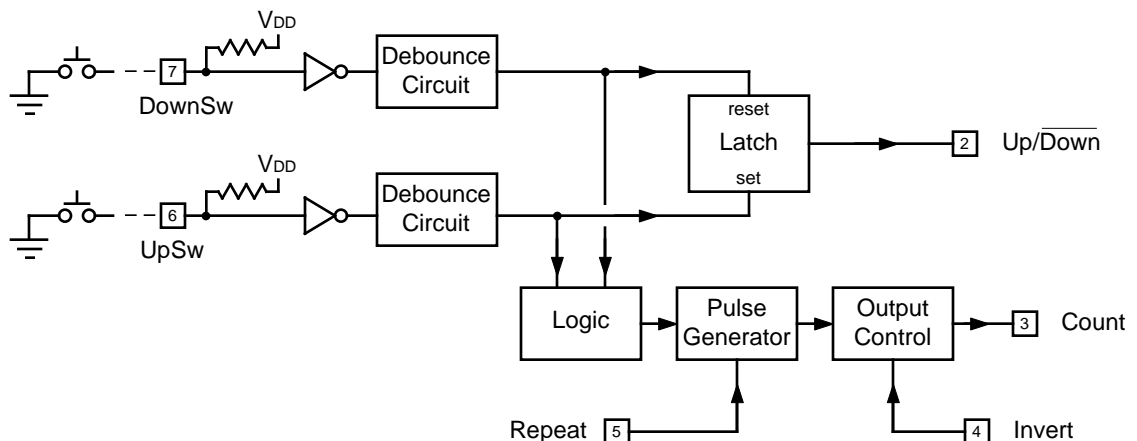 VDD
7
DownSw
Debounce
Circuit
reset
Latch
set
2
Up/Down
VDD
6
UpSw
Debounce
Circuit
Logic
Pulse
Generator
Output
Control
3
Count
Repeat
5
4
Invert